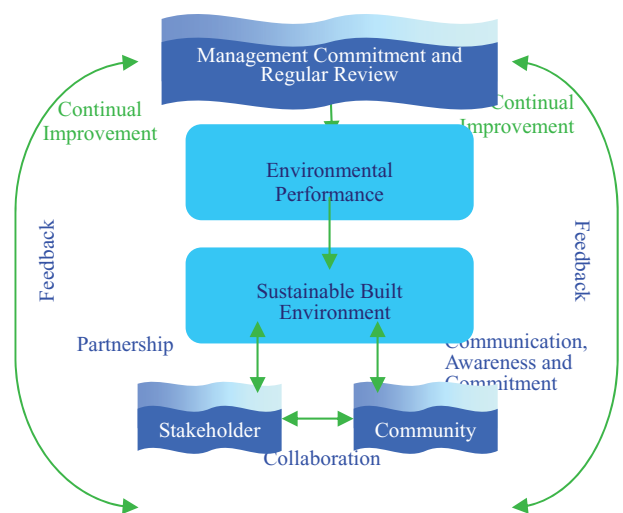 Management Commitment and
Regular Review
Continual
Improvement
Continual
Improvement
Environmental
Performance
Feedback
Feedback
Sustainable Built
Environment
Partnership
Communication,
Awareness and
Commitment
Stakeholder
Community
Collaboration